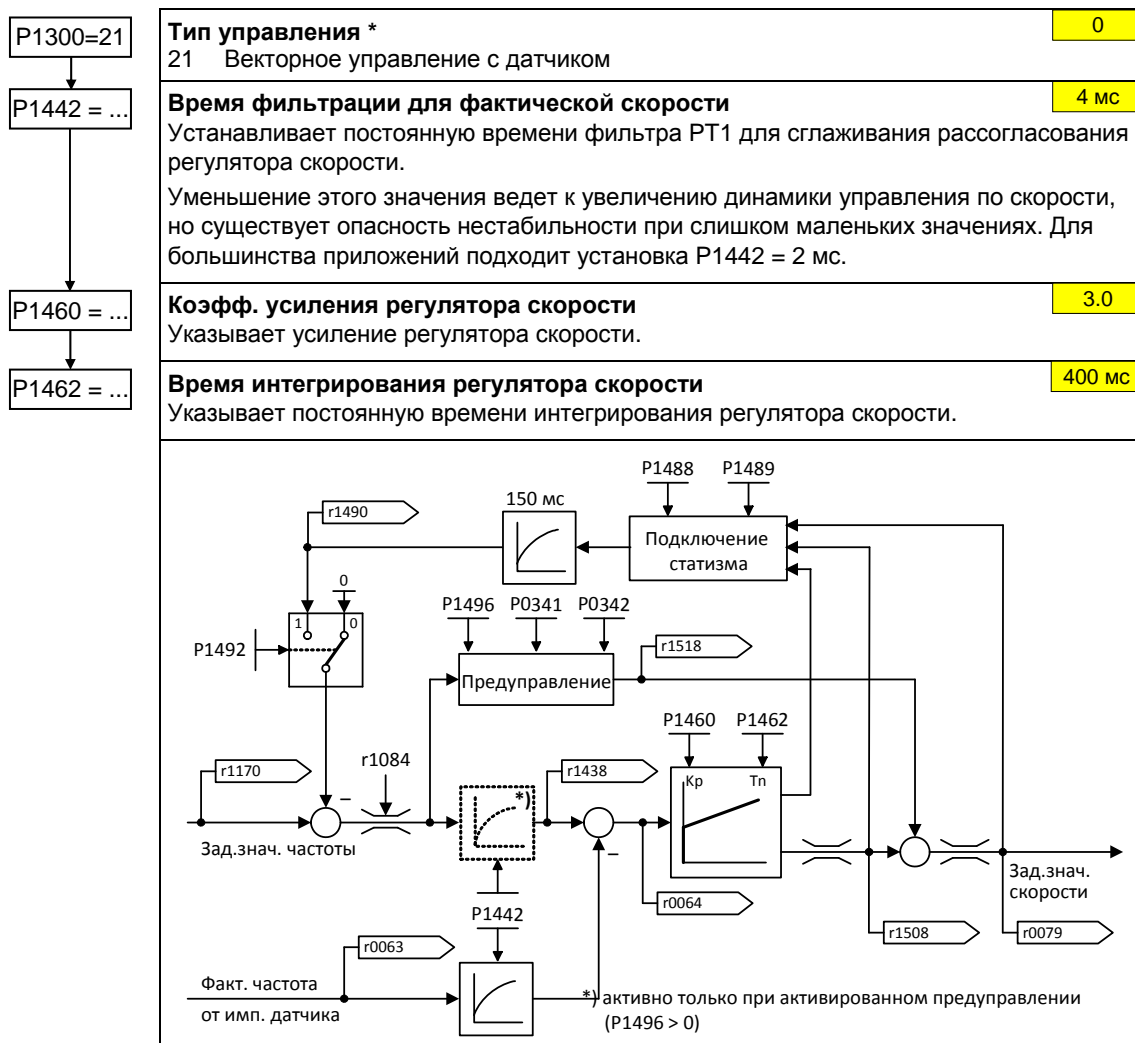 P1300=21
Тип управления *
0
21 Векторное управление с датчиком
P1442 = ...
Время фильтрации для фактической скорости
4 мс
Устанавливает постоянную времени фильтра PT1 для сглаживания рассогласования
регулятора скорости.
Уменьшение этого значения ведет к увеличению динамики управления по скорости,
но существует опасность нестабильности при слишком маленьких значениях. Для
большинства приложений подходит установка P1442 = 2 мс.
P1460 = ...
Коэфф. усиления регулятора скорости
3.0
Указывает усиление регулятора скорости.
P1462 = ...
Время интегрирования регулятора скорости
400 мс
Указывает постоянную времени интегрирования регулятора скорости.
P1488 P1489
150 мс
r1490
Подключение
статизма
0
1 0
P1492
P1496 P0341 P0342
r1518
Предуправление
P1460 P1462
r1170
r1084
*)
r1438
Kp Tn
–
–
Зад.знач. частоты
Зад.знач.
скорости
P1442
r0064
r0063
r1508
r0079
Факт. частота
от имп. датчика
*) активно только при активированном предуправлении
(P1496 > 0)